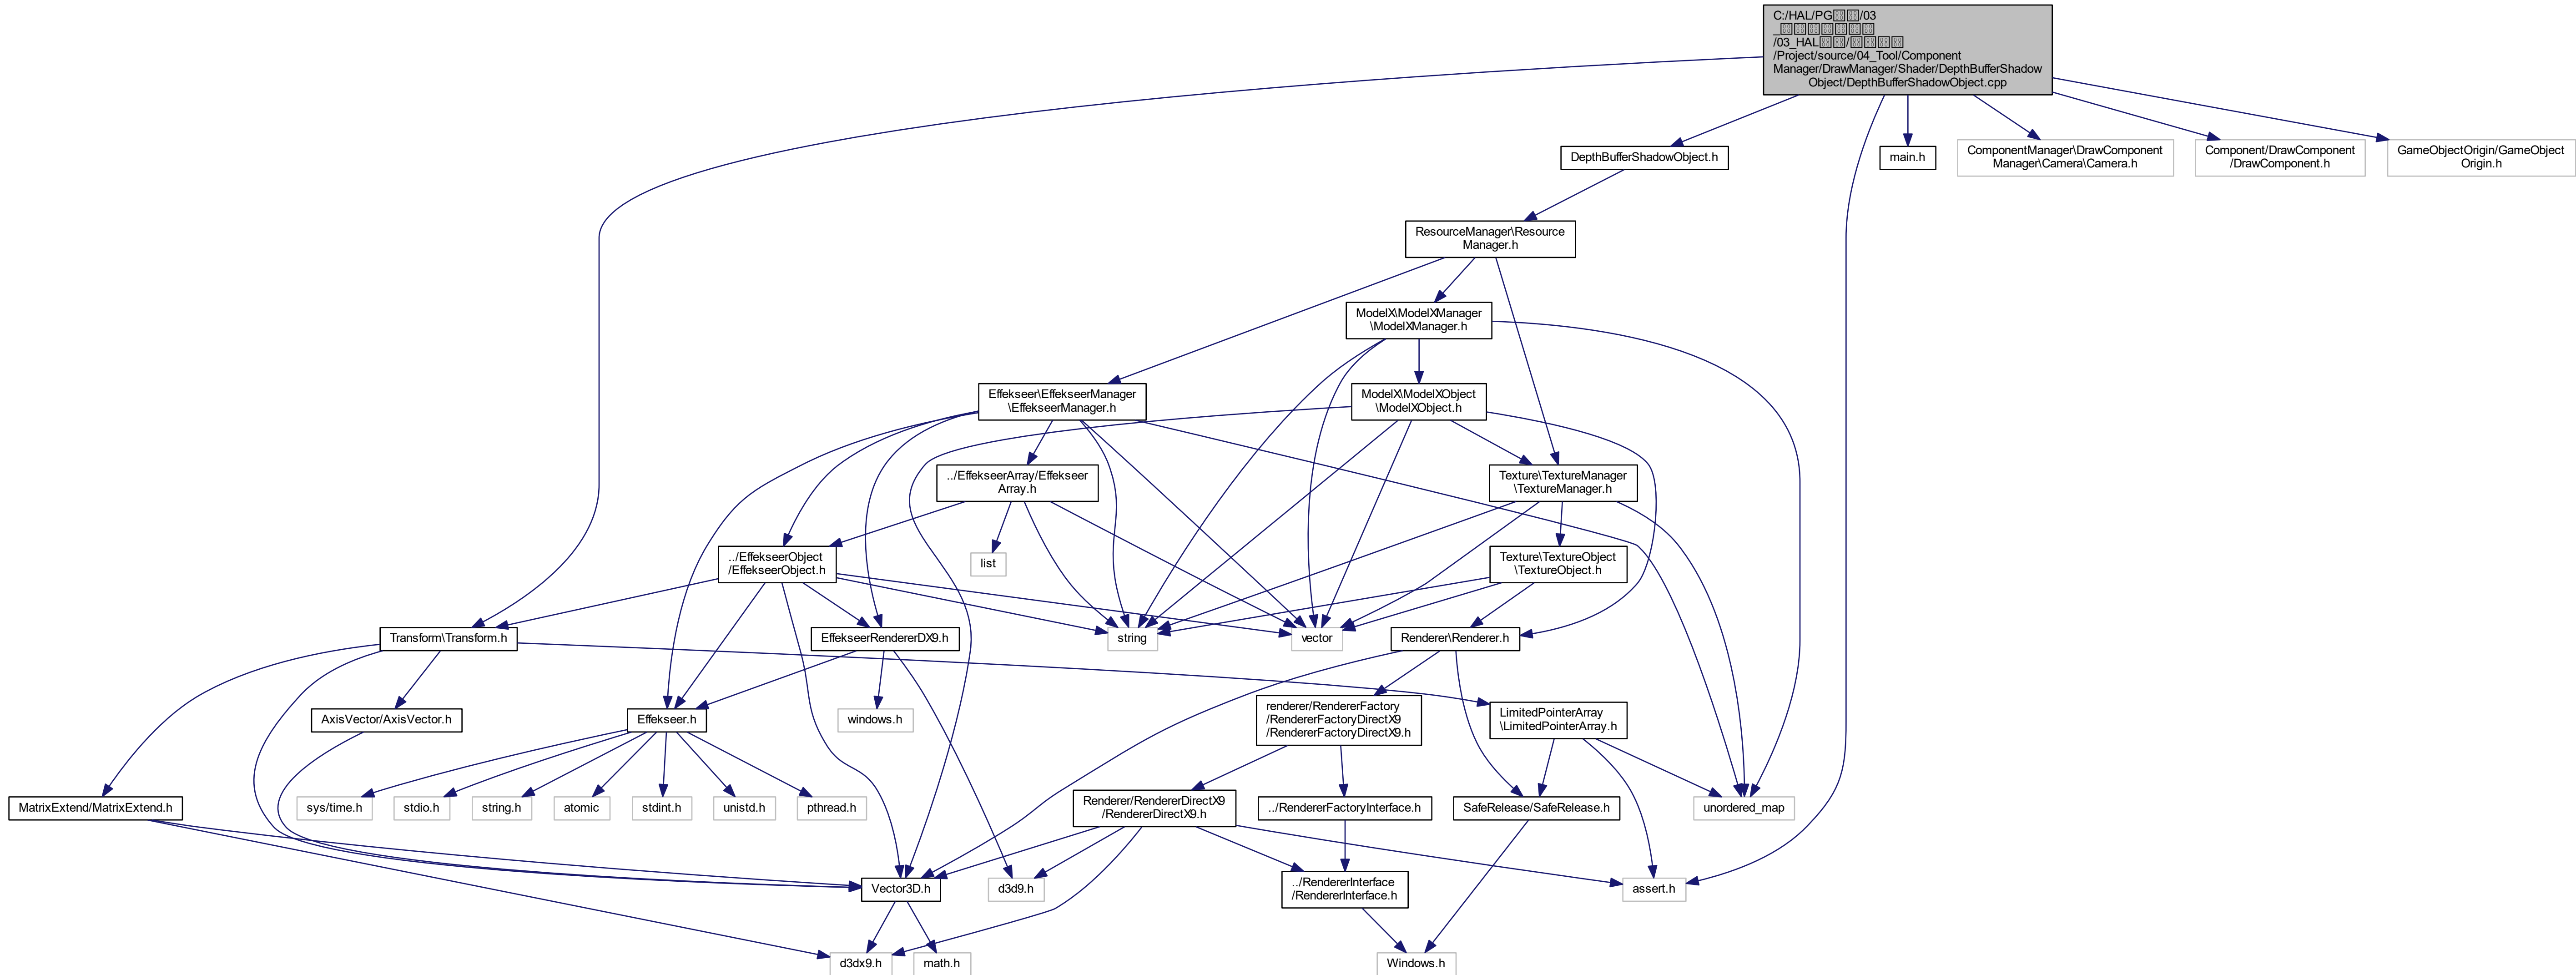 C:/HAL/PG/03
_
/03_HAL/
/Project/source/04_Tool/Component
Manager/DrawManager/Shader/DepthBufferShadow
Object/DepthBufferShadowObject.cpp
DepthBufferShadowObject.h
main.h
ComponentManager\DrawComponent
Manager\Camera\Camera.h
Component/DrawComponent
/DrawComponent.h
GameObjectOrigin/GameObject
Origin.h
ResourceManager\Resource
Manager.h
ModelX\ModelXManager
\ModelXManager.h
Effekseer\EffekseerManager
\EffekseerManager.h
ModelX\ModelXObject
\ModelXObject.h
../EffekseerArray/Effekseer
Array.h
Texture\TextureManager
\TextureManager.h
../EffekseerObject
/EffekseerObject.h
list
Texture\TextureObject
\TextureObject.h
Transform\Transform.h
EffekseerRendererDX9.h
string
vector
Renderer\Renderer.h
AxisVector/AxisVector.h
Effekseer.h
windows.h
renderer/RendererFactory
/RendererFactoryDirectX9
/RendererFactoryDirectX9.h
LimitedPointerArray
\LimitedPointerArray.h
MatrixExtend/MatrixExtend.h
sys/time.h
stdio.h
string.h
atomic
stdint.h
unistd.h
pthread.h
Renderer/RendererDirectX9
/RendererDirectX9.h
../RendererFactoryInterface.h
SafeRelease/SafeRelease.h
unordered_map
Vector3D.h
d3d9.h
../RendererInterface
/RendererInterface.h
assert.h
d3dx9.h
math.h
Windows.h